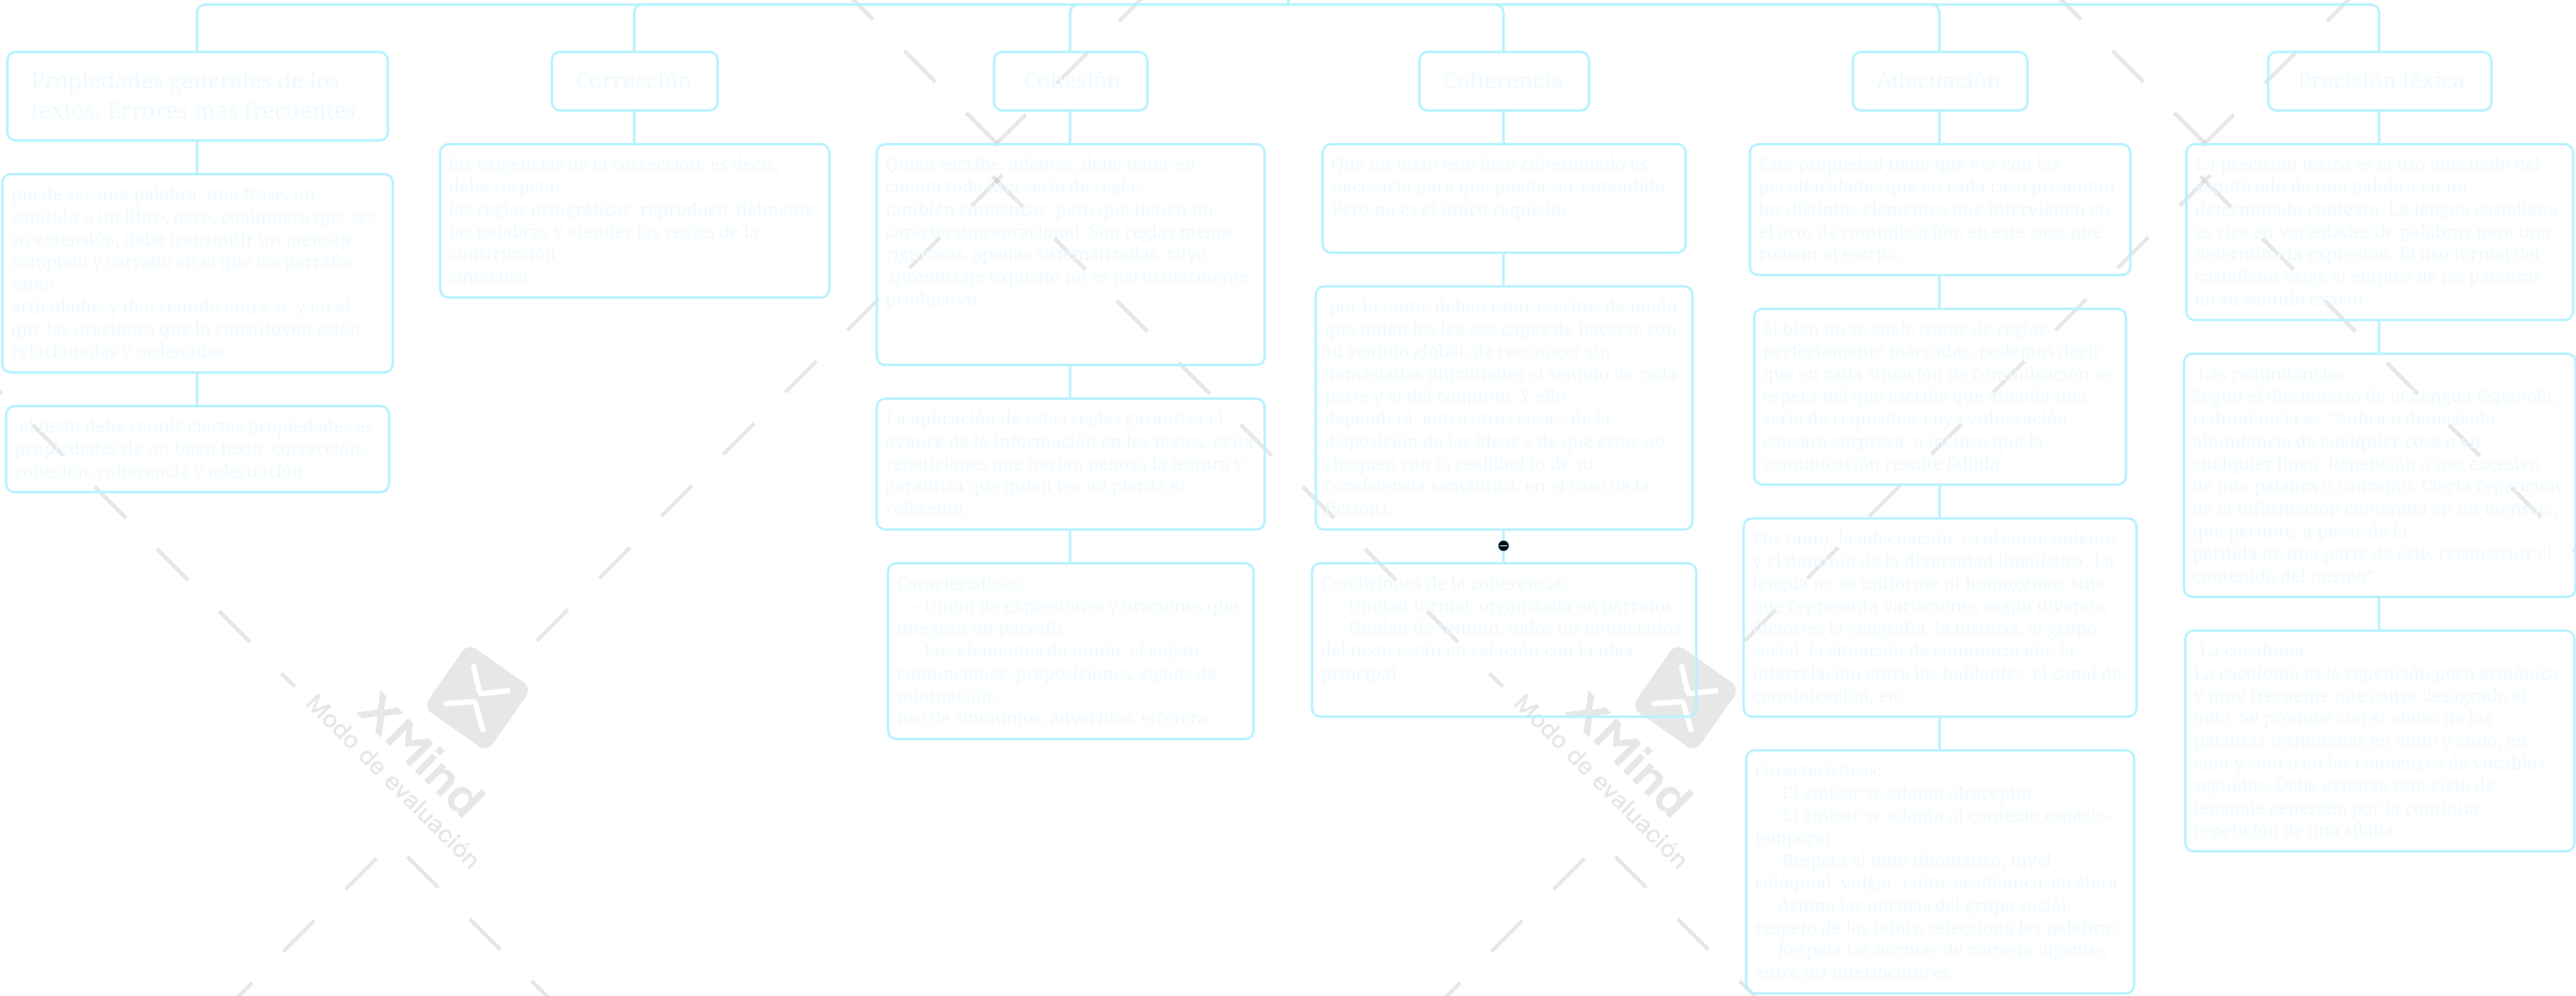 Propiedades generales de los
textos. Errores más frecuentes.
puede ser una palabra, una frase, un
capítulo o un libro, pero, cualquiera que sea
su extensión, debe transmitir un mensaje
completo y cerrado en el que los párrafos
estén
articulados y den sentido entre sí, y en el
que las oraciones que lo constituyen estén
relacionadas y ordenadas.
el texto debe reunir ciertas propiedades.es
propiedades de un buen texto: corrección,
cohesión, coherencia y adecuación
Corrección
las exigencias de la corrección; es decir,
debe respetar.
las reglas ortográficas, reproducir fielmente
las palabras y atender las reglas de la
construcción
sintáctica.
Cohesión
Quien escribe, además, debe tener en
cuenta toda una serie de reglas
también sintácticas, pero que tienen un
caráctersupraoracional. Son reglas menos
rigurosas, apenas sistematizadas, cuyo
aprendizaje explícito no es particularmente
productivo.
La aplicación de estas reglas garantiza el
avance de la información en los textos, evita
repeticiones que harían penosa la lectura y
garantiza que quien lee no pierda el
referente.
Características:
- Unión de expresiones y oraciones que
integran un párrafo.
- Los elementos de unión, el sujeto,
conjunciones, preposiciones, signos de
puntuación,
uso de sinónimos, adverbios, etcétera
Coherencia
Que un texto esté bien cohesionado es
necesario para que pueda ser entendido.
Pero no es el único requisito.
por lo tanto, deben estar escritos de modo
que quien los lea sea capaz de hacerse con
su sentido global, de reconocer sin
demasiadas dificultades el sentido de cada
parte y el del conjunto. Y ello
dependerá, entre otras cosas, de la
disposición de las ideas y de que éstas no
choquen con la realidad (o de su
consistencia semántica, en el caso de la
ficción).
Condiciones de la coherencia:
-Unidad formal, organizada en párrafos.
-Unidad de sentido, todos los enunciados
del texto están en relación con la idea
principal.
Adecuación
Esta propiedad tiene que ver con las
peculiaridades que en cada caso presentan
los distintos elementos que intervienen en
el acto de comunicación, en este caso que
rodean al escrito.
Si bien no se suele tratar de reglas
perfectamente marcadas, podemos decir
que en cada situación de comunicación se
espera del que escribe que atienda una
serie de requisitos, cuya vulneración
causará sorpresa, o incluso que la
comunicación resulte fallida.
Por tanto, la adecuación, es el conocimiento
y el dominio de la diversidad lingüística. La
lengua no es uniforme ni homogénea, sino
que representa variaciones según diversos
factores: la geografía, la historia, el grupo
social, la situación de comunicación, la
interrelación entre los hablantes, el canal de
comunicación, etc.
Características:
- El emisor se adapta alreceptor.
- El emisor se adapta al contexto espacio-
temporal.
-Respeta el tono idiomático, nivel
coloquial, vulgar, culto, académico, etcétera.
-Asume las normas del grupo social,
respeto de los tabús, selecciona las palabras.
-Respeta las normas de cortesía vigentes
entre los interlocutores.
Precisión léxica
La precisión léxica es el uso adecuado del
significado de una palabra en un
determinado contexto. La lengua castellana
es rica en variedades de palabras para una
determinada expresión. El uso formal del
castellano exige el empleo de las palabras
en su sentido exacto.
-Las redundancias
Según el diccionario de la Lengua Española,
redundancia es: "Sobra o demasiada
abundancia de cualquier cosa o en
cualquier línea. Repetición o uso excesivo
de una palabra o concepto. Cierta repetición
de la información contenida en un mensaje,
que permite, a pesar de la
pérdida de una parte de éste, reconstruir el
contenido del mismo"
-La cacofonía
La cacofonía es la repetición poco armónica
y muy frecuente que causa desagrado al
oído. Se produce con el abuso de las
palabras terminadas en ando y endo, en
ción y sión o en los comienzos de vocablos
seguidos. Debe evitarse este vicio de
lenguaje generado por la continua
repetición de una sílaba.
XMind
Modo de evaluación
XMind
Modo de evaluación